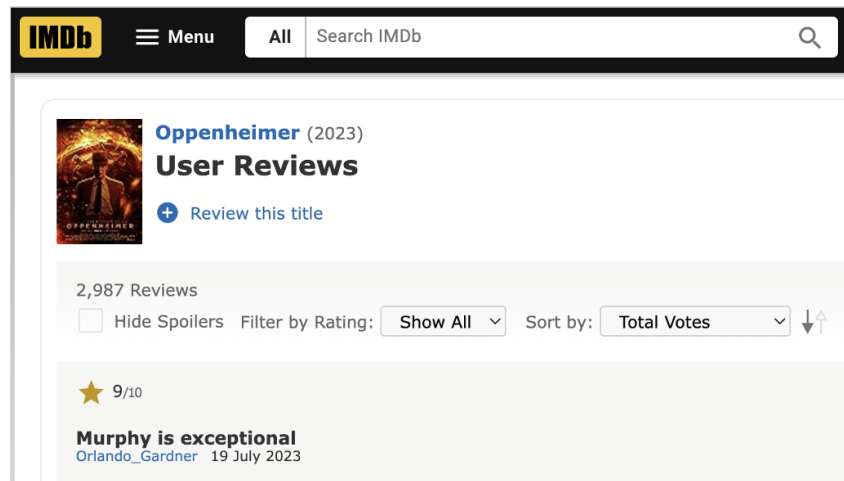 IMDb Menu All Search IMDb
Oppenheimer (2023)
User Reviews
Review this title
OPPENHEIMER
2,987 Reviews
Hide Spoilers Filter by Rating: Show All Sort by: Total Votes
9/10
Murphy is exceptional
Orlando_Gardner 19 July 2023